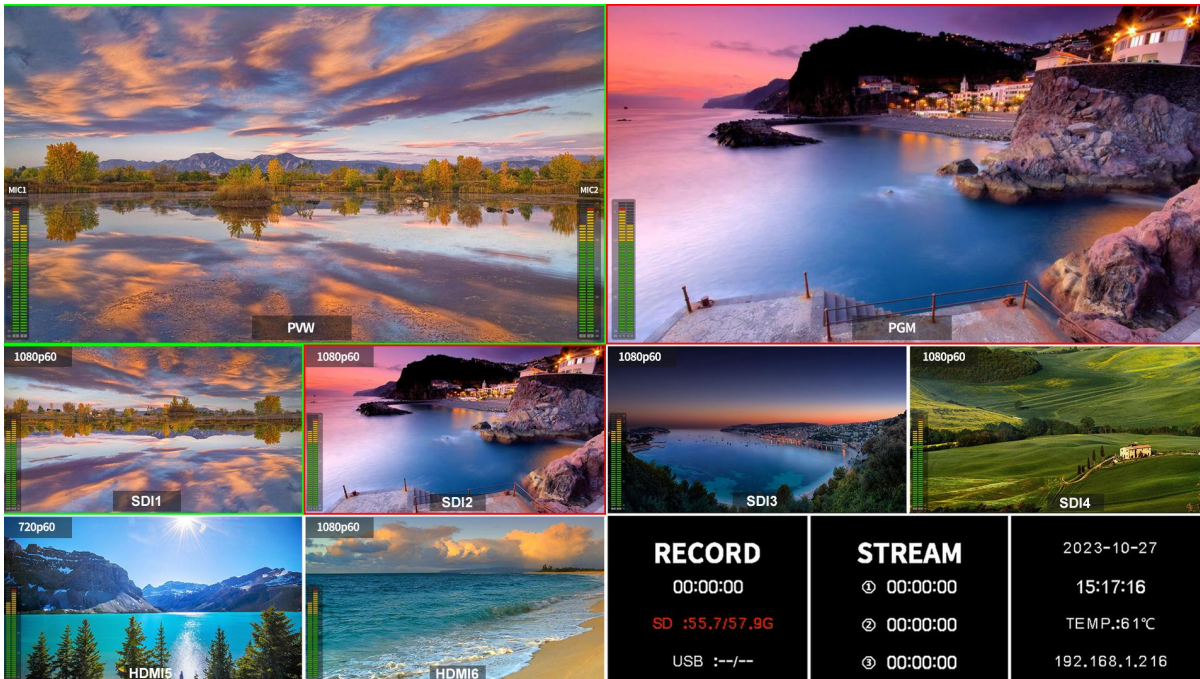 MIC1
MIC2
PVW
PGM
1080p60
1080p60
1080p60
1080p60
SDI1
SDI2
SDI3
SDI4
720p60
1080p60
HDMI5
HDMI6
RECORD
00:00:00
SD :55.7/57.9G
USB :--/--
STREAM
① 00:00:00
② 00:00:00
③ 00:00:00
2023-10-27
15:17:16
TEMP.:61℃
192.168.1.216